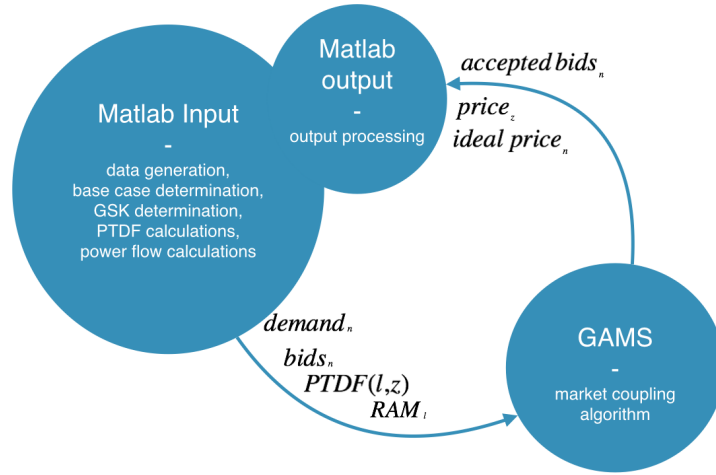 Matlab Input
-
data generation,
base case determination,
GSK determination,
PTDF calculations,
power flow calculations
Matlab
output
-
output processing
accepted bids n
price z
ideal price n
demand n
bids n
PTDF(l,z)
RAM l
GAMS
-
market coupling
algorithm